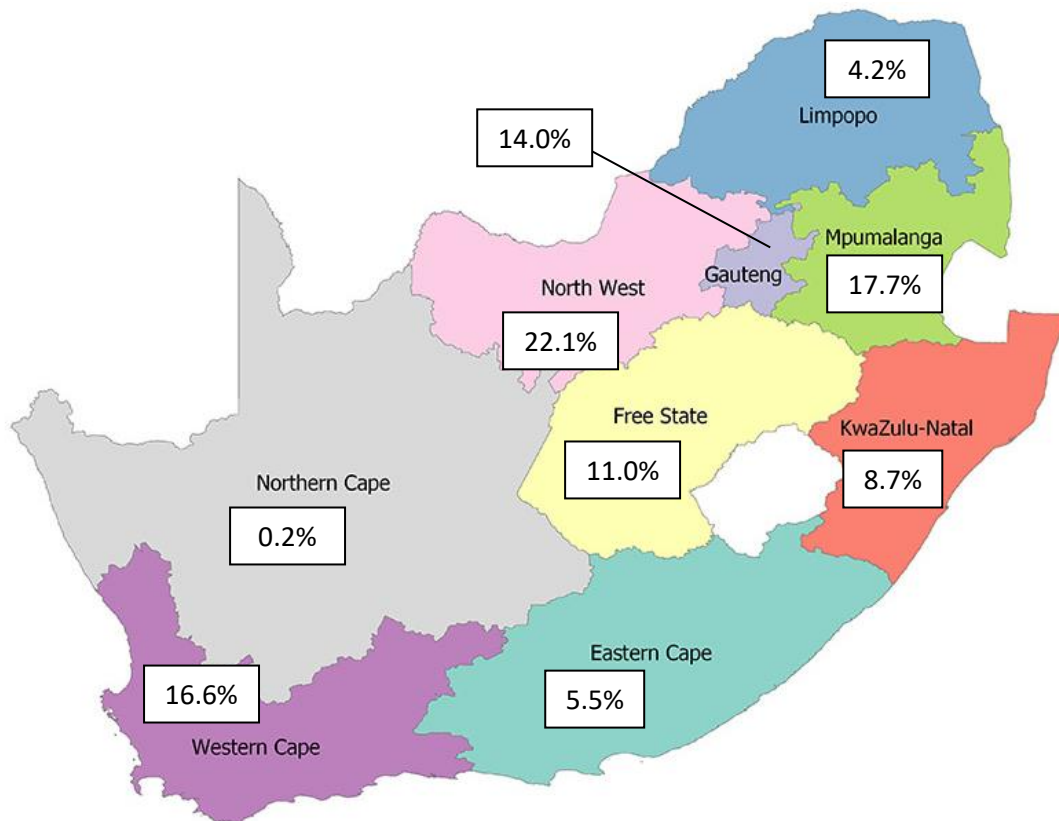 4.2%
Limpopo
14.0%
Mpumalanga
17.7%
Gauteng
North West
22.1%
Free State
11.0%
KwaZulu-Natal
8.7%
Northern Cape
0.2%
Eastern Cape
5.5%
16.6%
Western Cape